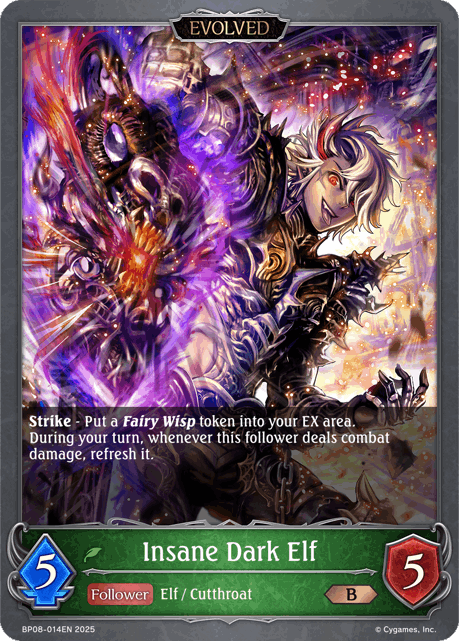 EVOLVED
Strike - Put a Fairy Wisp token into your EX area.
During your turn, whenever this follower deals combat
damage, refresh it.
Insane Dark Elf
5
Follower Elf / Cutthroat B
5
BP08-014EN 2025 © Cygames, Inc.